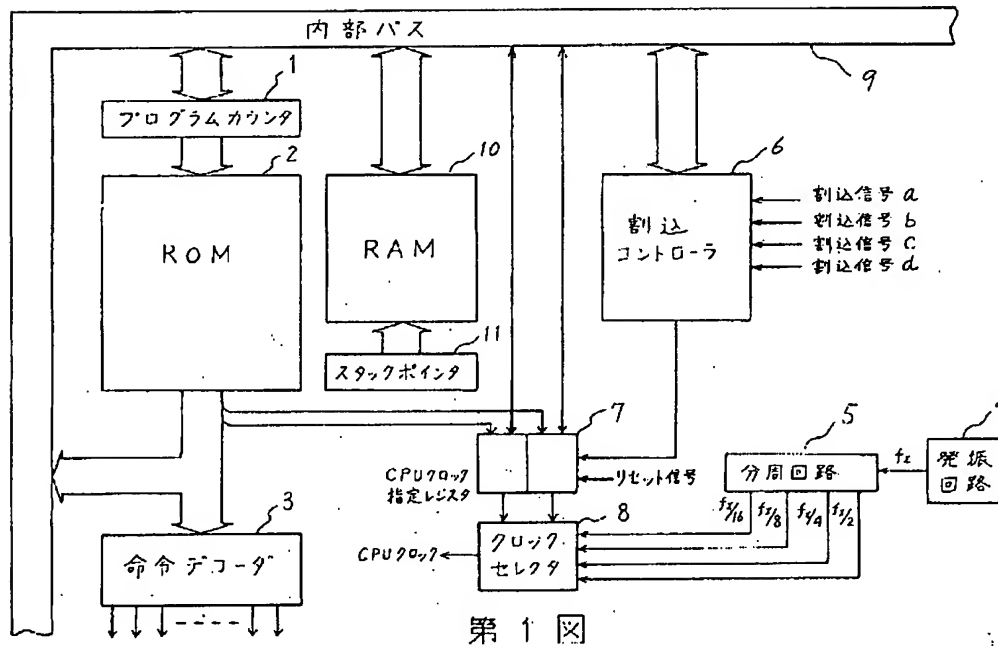 内部バス
9
1
プログラムカウンタ
2
ROM
10
RAM
11
スタックポインタ
6
割込
コントローラ
割込信号 a
割込信号 b
割込信号 c
割込信号 d
7
CPUクロック
指定レジスタ
リセット信号
8
クロック
セレクタ
CPUクロック
5
分周回路
fx/16
fx/8
fx/4
fx/2
fx
発振
回路
3
命令デコーダ
第1図